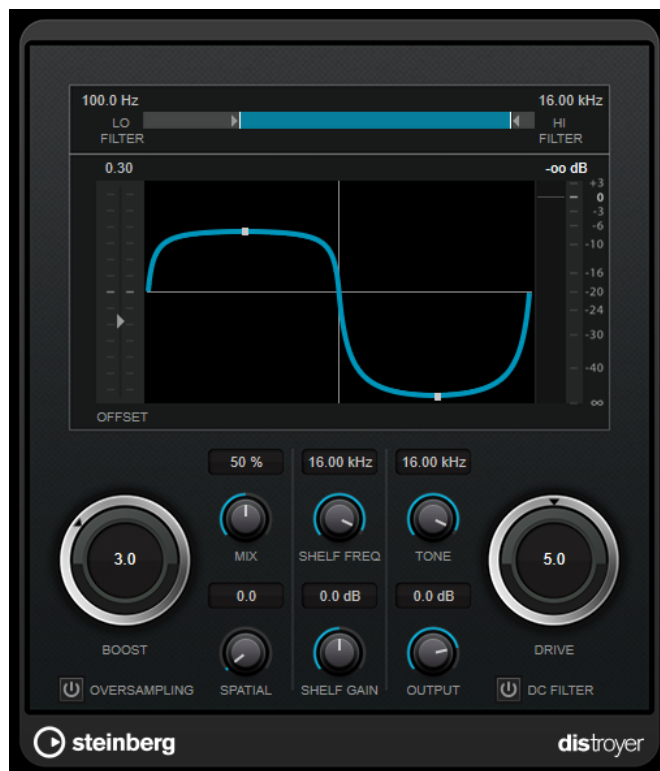 100.0 Hz 16.00 kHz
LO HI
FILTER FILTER
0.30 -oo dB
+3
0
-3
-6
-10
-16
-20
-24
-30
-40
∞
OFFSET
50 % 16.00 kHz 16.00 kHz
3.0 MIX SHELF FREQ TONE 5.0
0.0 0.0 dB 0.0 dB
BOOST DRIVE
OVERSAMPLING SPATIAL SHELF GAIN OUTPUT DC FILTER
steinberg distroyer